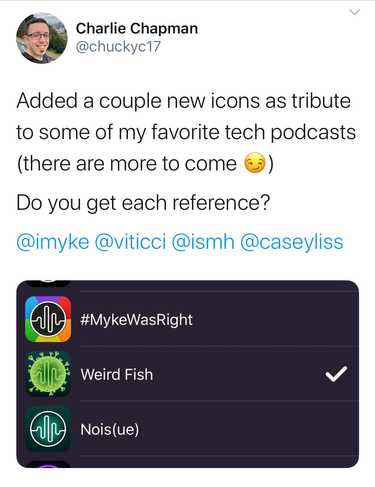 Charlie Chapman
@chuckyc17
Added a couple new icons as tribute
to some of my favorite tech podcasts
(there are more to come 😏)
Do you get each reference?
@imyke @viticci @ismh @caseyliss
#MykeWasRight
Weird Fish
Nois(ue)